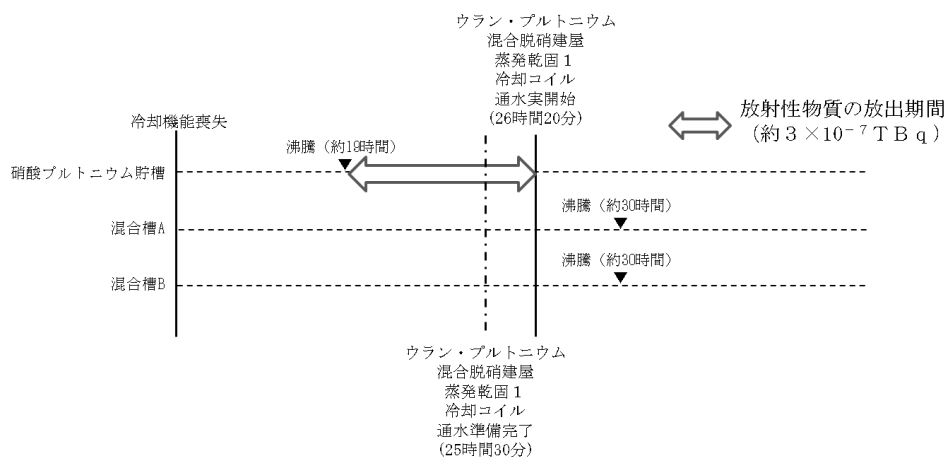 ウラン・プルトニウム
混合脱硝建屋
蒸発乾固１
冷却コイル
通水実開始
(26時間20分)
放射性物質の放出期間
（約３×10⁻⁷ＴＢｑ）
冷却機能喪失
沸騰（約19時間）
硝酸プルトニウム貯槽
沸騰（約30時間）
混合槽A
沸騰（約30時間）
混合槽B
ウラン・プルトニウム
混合脱硝建屋
蒸発乾固１
冷却コイル
通水準備完了
(25時間30分)